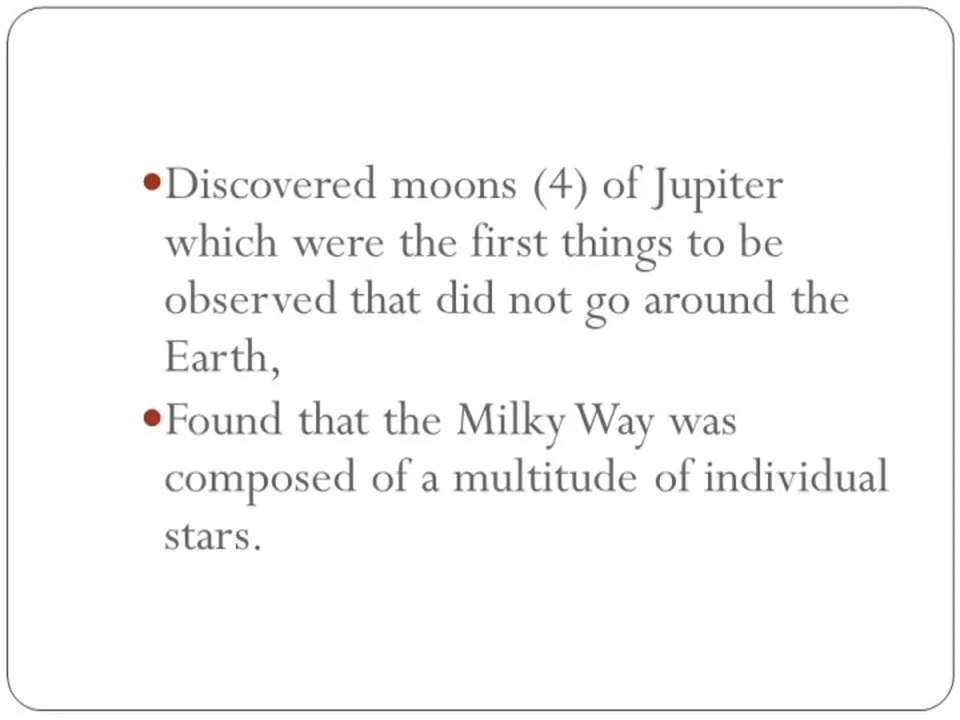 •Discovered moons (4) of Jupiter
which were the first things to be
observed that did not go around the
Earth,
•Found that the Milky Way was
composed of a multitude of individual
stars.